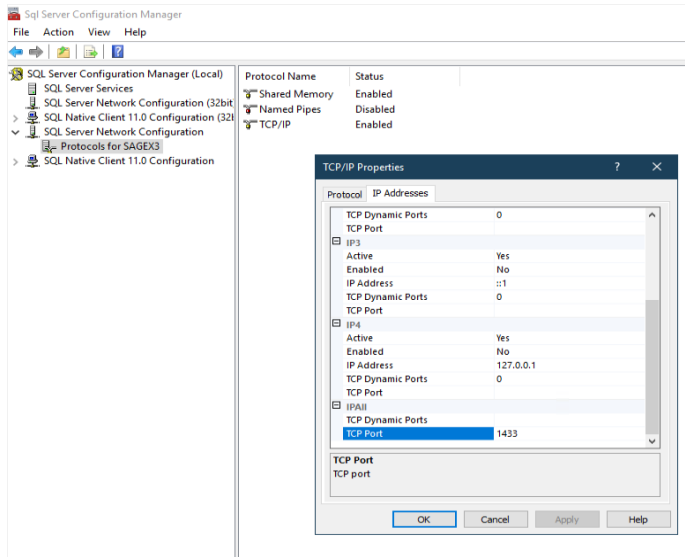 Sql Server Configuration Manager
File Action View Help
SQL Server Configuration Manager (Local)
SQL Server Services
SQL Server Network Configuration (32bit
SQL Native Client 11.0 Configuration (32l
SQL Server Network Configuration
Protocols for SAGEX3
SQL Native Client 11.0 Configuration
Protocol Name Status
Shared Memory Enabled
Named Pipes Disabled
TCP/IP Enabled
TCP/IP Properties ? ×
Protocol IP Addresses
TCP Dynamic Ports 0
TCP Port
IP3
Active Yes
Enabled No
IP Address ::1
TCP Dynamic Ports 0
TCP Port
IP4
Active Yes
Enabled No
IP Address 127.0.0.1
TCP Dynamic Ports 0
TCP Port
IPAll
TCP Dynamic Ports
TCP Port 1433
TCP Port
TCP port
OK Cancel Apply Help